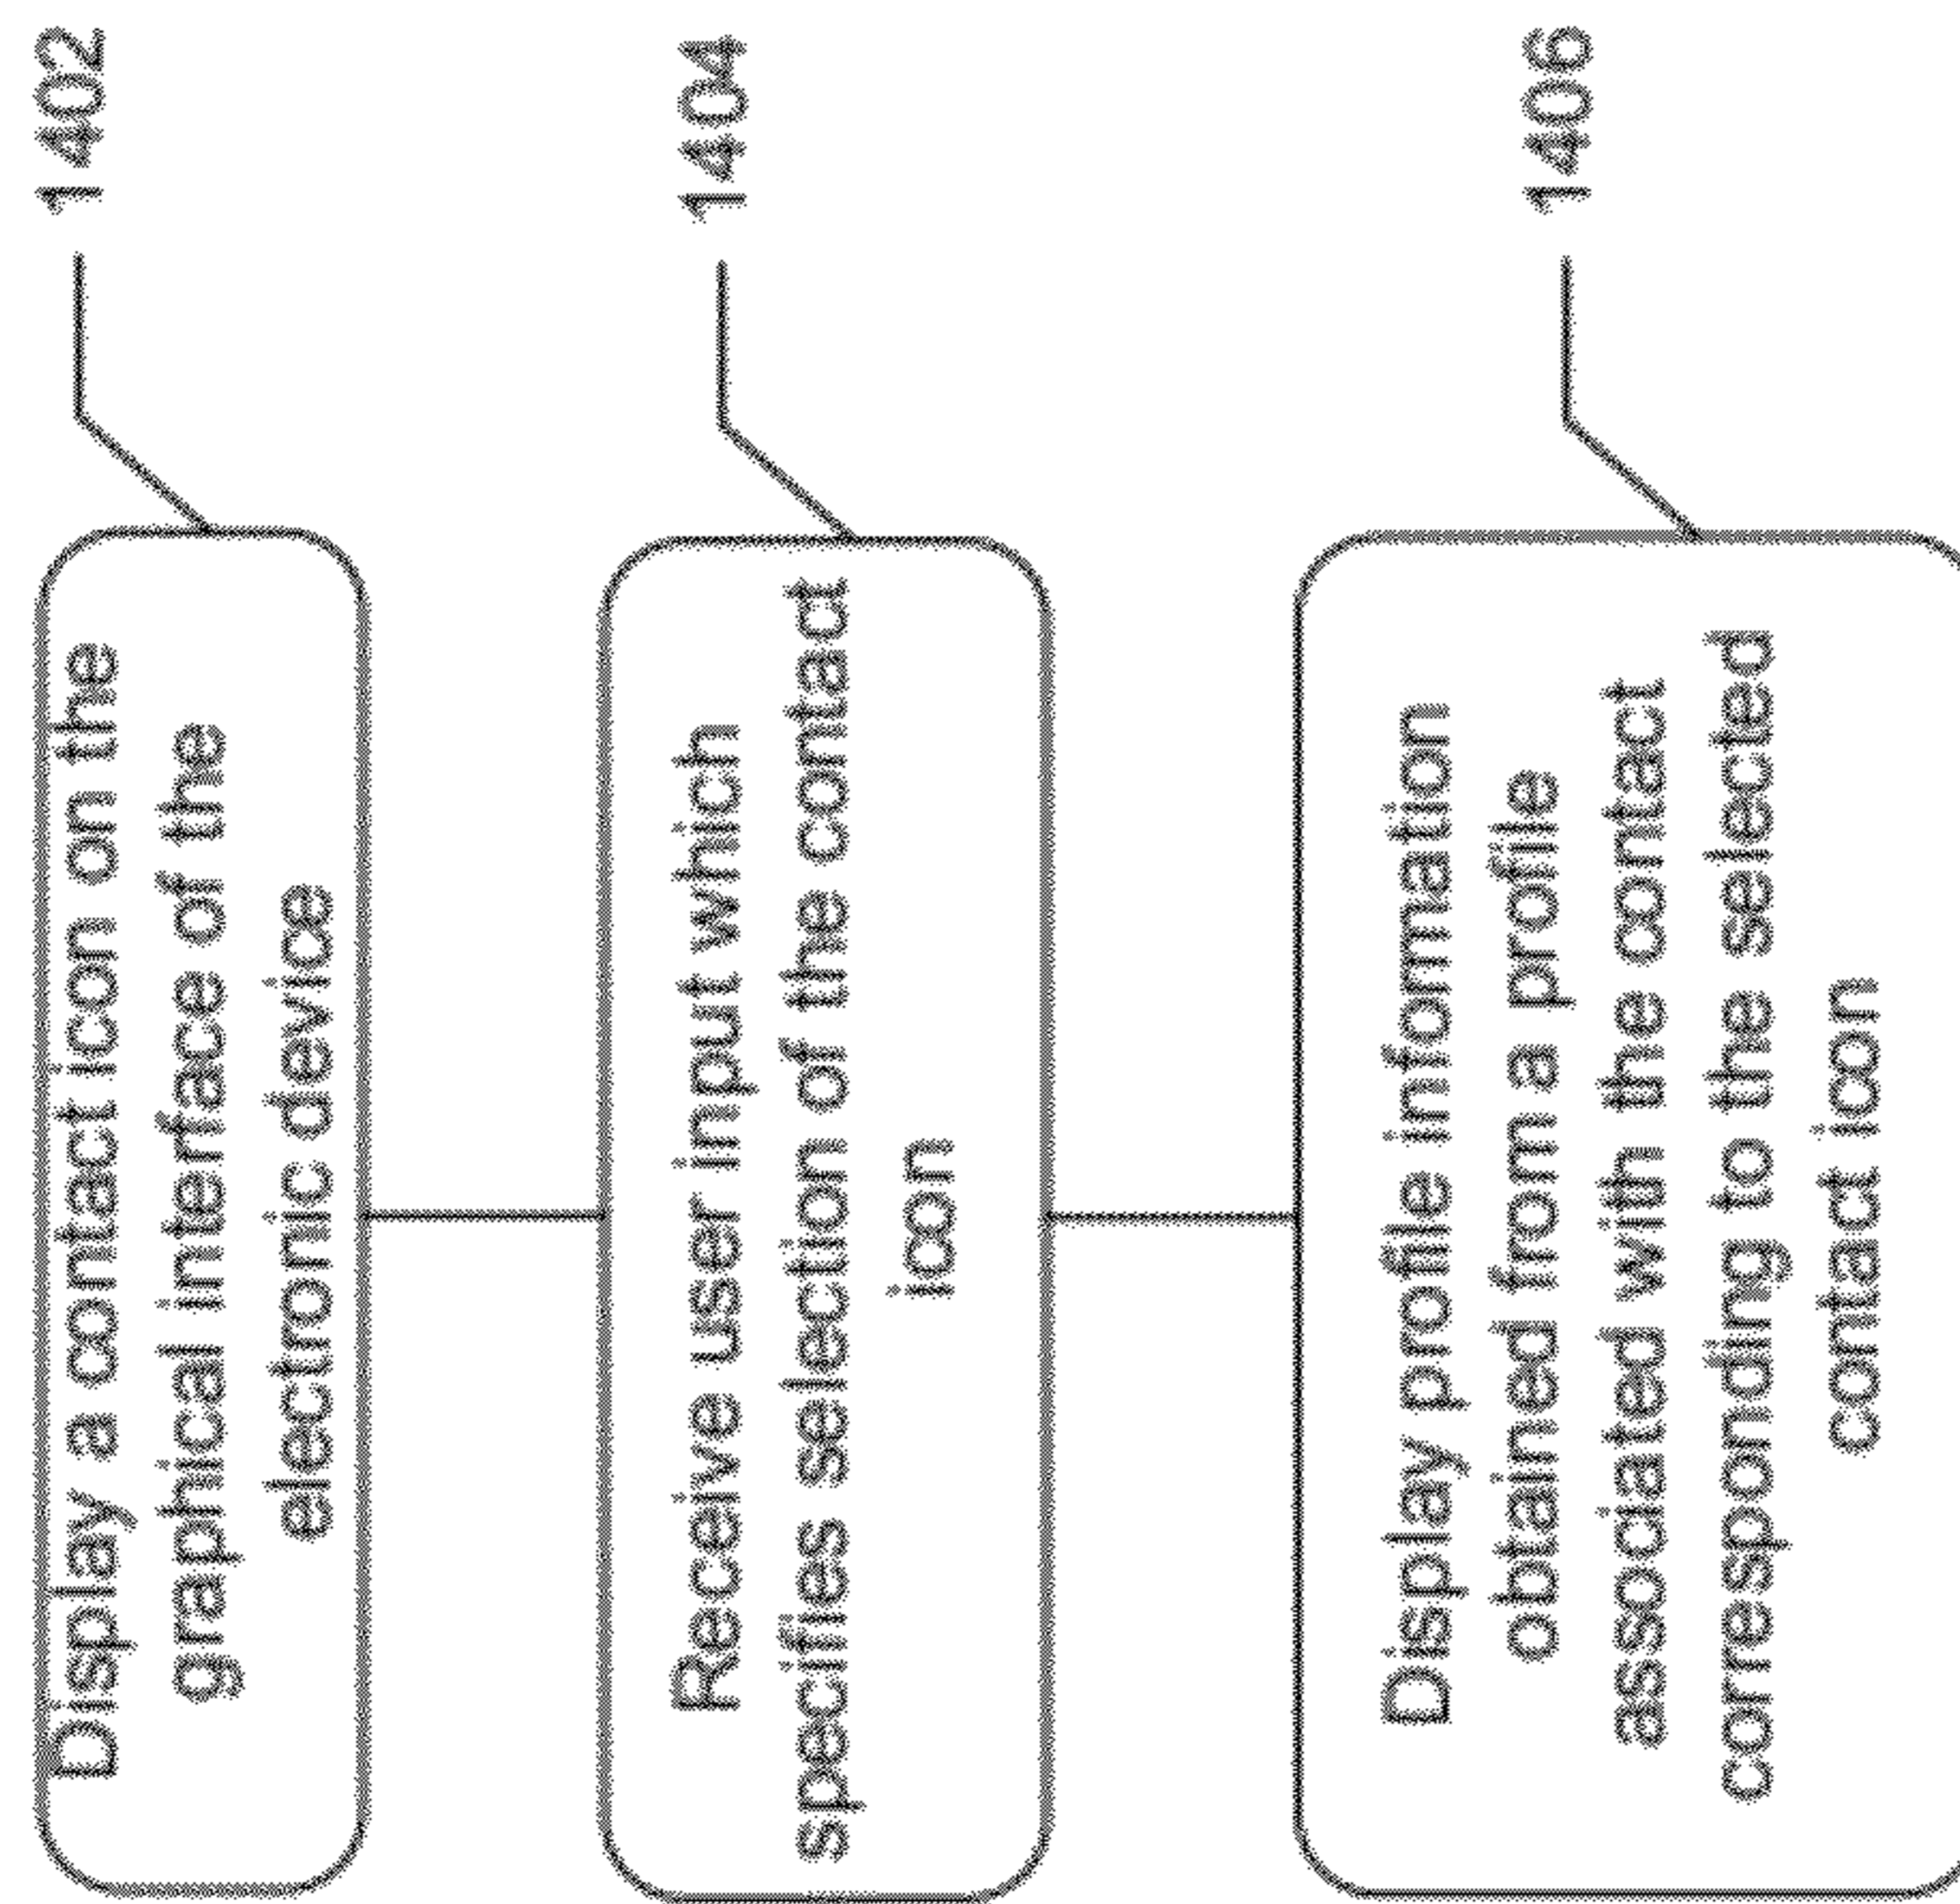 Display a contact icon on the
graphical interface of the
electronic device
1402
Receive user input which
specifies selection of the contact
icon
1404
Display profile information
obtained from a profile
associated with the contact
corresponding to the selected
contact icon
1406